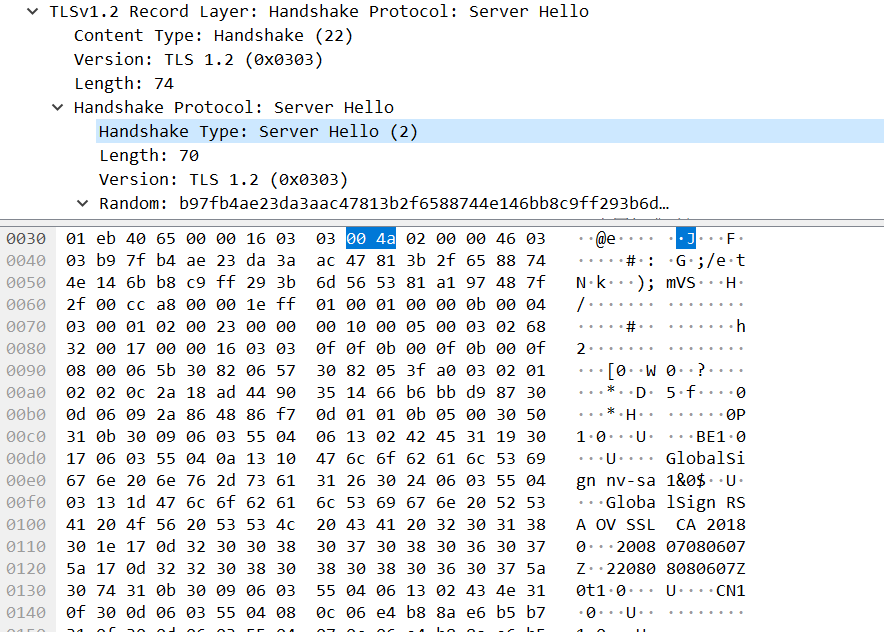 TLSv1.2 Record Layer: Handshake Protocol: Server Hello
Content Type: Handshake (22)
Version: TLS 1.2 (0x0303)
Length: 74
Handshake Protocol: Server Hello
Handshake Type: Server Hello (2)
Length: 70
Version: TLS 1.2 (0x0303)
Random: b97fb4ae23da3aac47813b2f6588744e146bb8c9ff293b6d…
0030 01 eb 40 65 00 00 16 03 03 00 4a 02 00 00 46 03 ··@e···· ··J···F·
0040 03 b9 7f b4 ae 23 da 3a ac 47 81 3b 2f 65 88 74 ·····#·: ·G·;/e·t
0050 4e 14 6b b8 c9 ff 29 3b 6d 56 53 81 a1 97 48 7f N·k···); mVS···H·
0060 2f 00 cc a8 00 00 1e ff 01 00 01 00 00 0b 00 04 /······· ········
0070 03 00 01 02 00 23 00 00 00 10 00 05 00 03 02 68 ·····#·· ·······h
0080 32 00 17 00 00 16 03 03 0f 0f 0b 00 0f 0b 00 0f 2······· ········
0090 08 00 06 5b 30 82 06 57 30 82 05 3f a0 03 02 01 ···[0··W 0··?····
00a0 02 02 0c 2a 18 ad 44 90 35 14 66 b6 bb d9 87 30 ···*··D· 5·f····0
00b0 0d 06 09 2a 86 48 86 f7 0d 01 01 0b 05 00 30 50 ···*·H·· ······0P
00c0 31 0b 30 09 06 03 55 04 06 13 02 42 45 31 19 30 1·0···U· ···BE1·0
00d0 17 06 03 55 04 0a 13 10 47 6c 6f 62 61 6c 53 69 ···U···· GlobalSi
00e0 67 6e 20 6e 76 2d 73 61 31 26 30 24 06 03 55 04 gn nv-sa 1&0$··U·
00f0 03 13 1d 47 6c 6f 62 61 6c 53 69 67 6e 20 52 53 ···Globa lSign RS
0100 41 20 4f 56 20 53 53 4c 20 43 41 20 32 30 31 38 A OV SSL  CA 2018
0110 30 1e 17 0d 32 30 30 38 30 37 30 38 30 36 30 37 0···2008 07080607
0120 5a 17 0d 32 32 30 38 30 38 30 38 30 36 30 37 5a Z··22080 8080607Z
0130 30 74 31 0b 30 09 06 03 55 04 06 13 02 43 4e 31 0t1·0··· U····CN1
0140 0f 30 0d 06 03 55 04 08 0c 06 e4 b8 8a e6 b5 b7 ·0···U·· ········